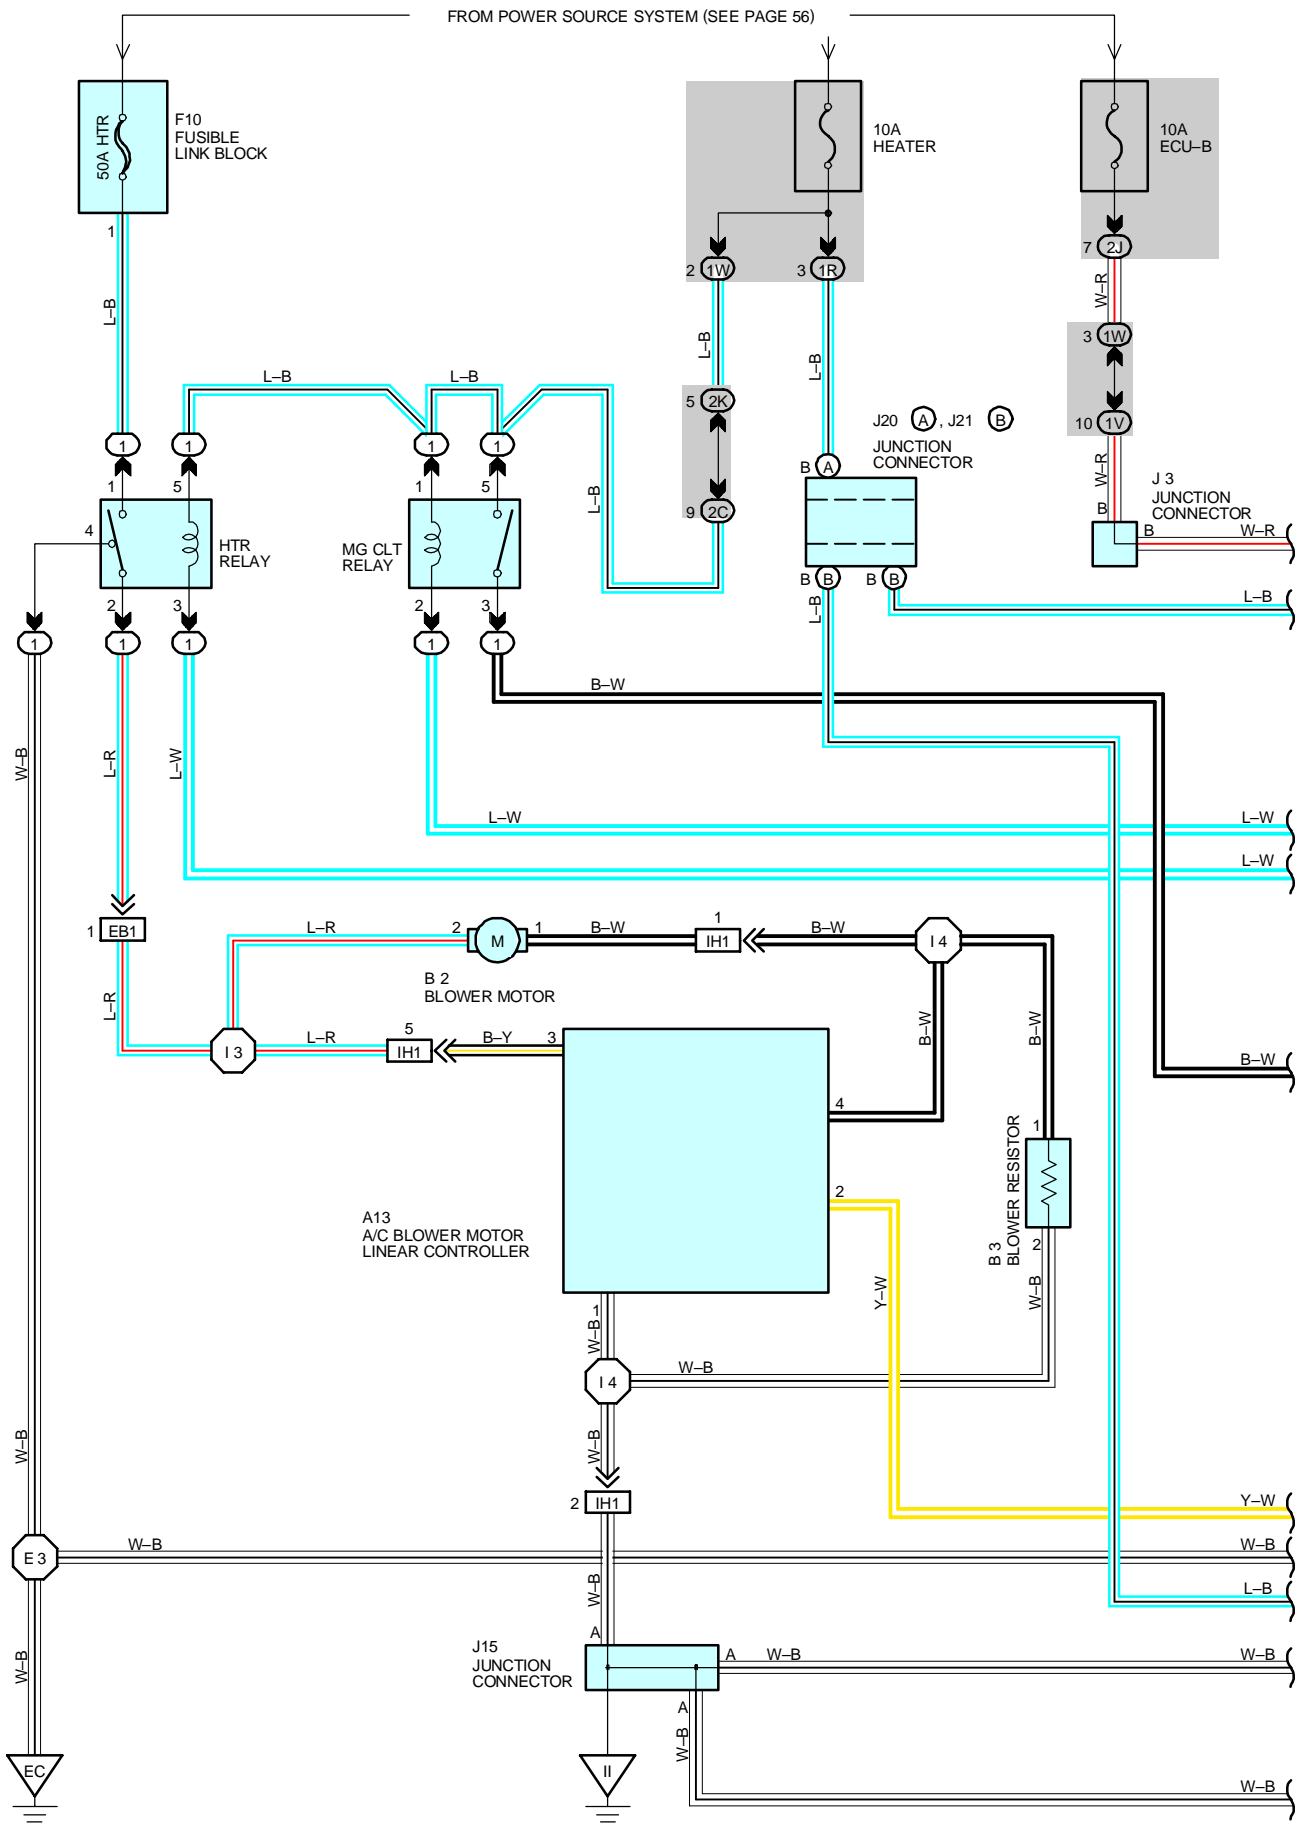 FROM POWER SOURCE SYSTEM (SEE PAGE 56)
50A HTR
F10
FUSIBLE
LINK BLOCK
10A
HEATER
10A
ECU–B
1
2 1W
3 1R
7 2J
L–B
L–B
L–B
W–R
3 1W
10 1V
W–R
L–B
L–B
5 2K
9 2C
L–B
J20 A , J21 B
JUNCTION
CONNECTOR
B A
J 3
JUNCTION
CONNECTOR
B
B
W–R
1
1
1
1
1
5
1
5
4
HTR
RELAY
MG CLT
RELAY
2
3
2
3
B B
B B
L–B
L–B
1
1
1
1
1
B–W
W–B
L–R
L–W
L–W
L–W
L–W
1 EB1
L–R
2
M
1
B–W
1
IH1
B–W
I 4
B 2
BLOWER MOTOR
L–R
I 3
L–R
5
IH1
B–Y
3
B–W
B–W
B–W
4
1
2
B 3
BLOWER RESISTOR
2
A13
A/C BLOWER MOTOR
LINEAR CONTROLLER
Y–W
W–B
1
W–B
I 4
W–B
W–B
W–B
2 IH1
Y–W
E 3
W–B
W–B
W–B
L–B
A
J15
JUNCTION
CONNECTOR
A
W–B
W–B
W–B
A
W–B
EC
II
W–B